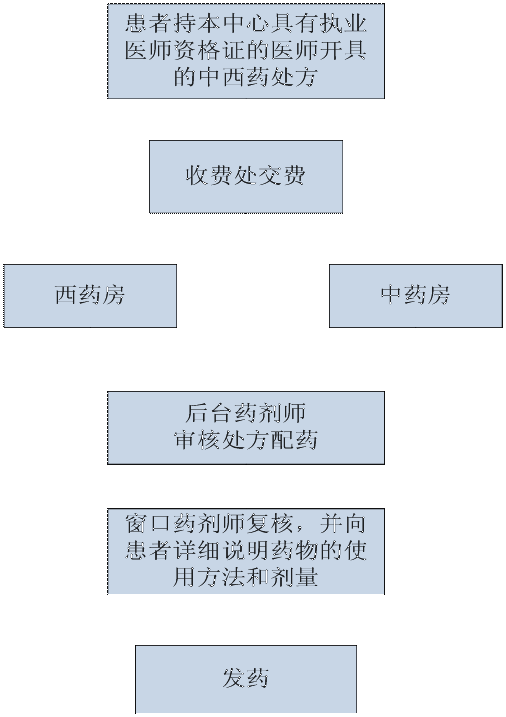 患者持本中心具有执业
医师资格证的医师开具
的中西药处方
收费处交费
西药房
中药房
后台药剂师
审核处方配药
窗口药剂师复核，并向
患者详细说明药物的使
用方法和剂量
发药